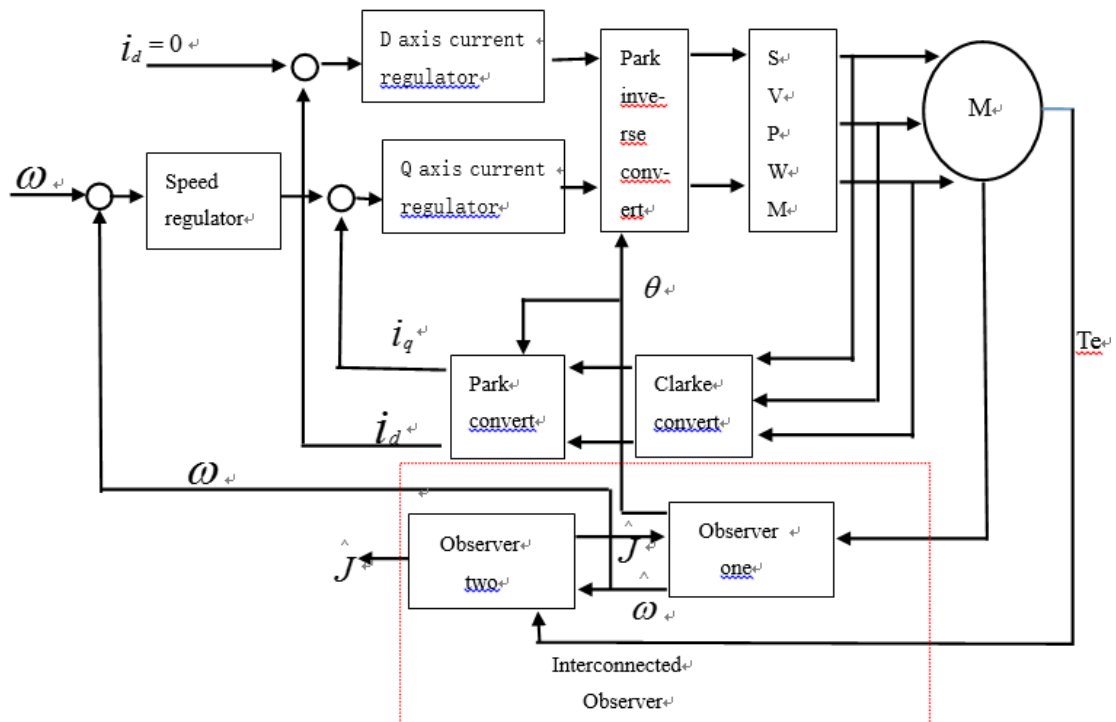 i_d = 0 ↵
D axis current ↵
regulator↵
Park
inve-
rse
conv-
ert↵
S↵
V↵
P↵
W↵
M↵
M↵
ω ↵
Speed
regulator↵
Q axis current ↵
regulator↵
θ ↵
i_q ↵
Te↵
Park↵
convert↵
Clarke↵
convert↵
i_d ↵
ω ↵
↵
Observer↵
two↵
Ĵ ↵
Ĵ ↵
Observer ↵
one↵
ω̂ ↵
Interconnected↵
Observer↵